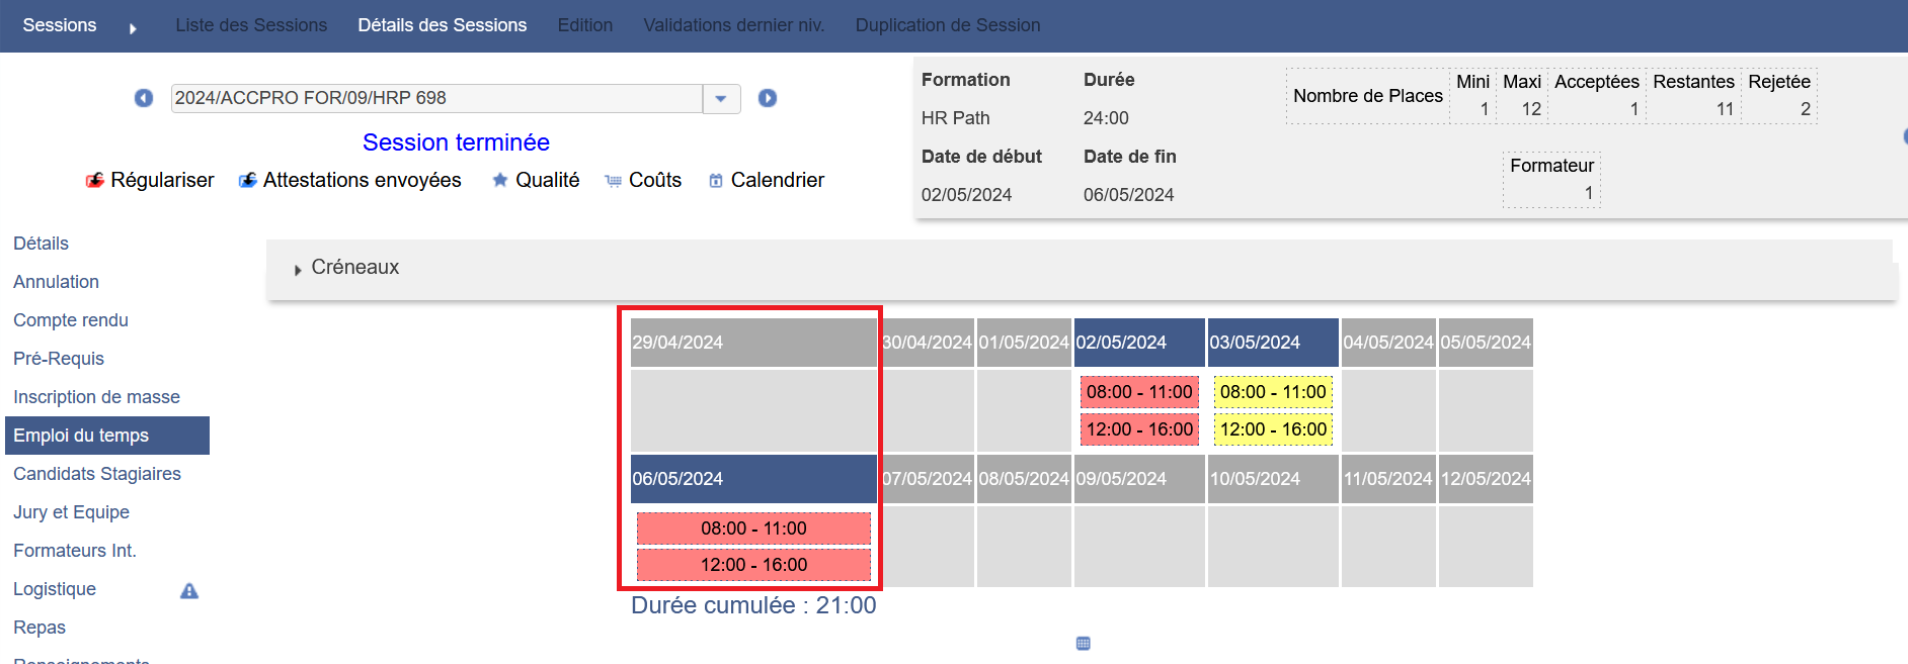 Sessions Liste des Sessions Détails des Sessions Edition Validations dernier niv. Duplication de Session
2024/ACCPRO FOR/09/HRP 698
Session terminée
Régulariser Attestations envoyées Qualité Coûts Calendrier
Formation Durée
HR Path 24:00
Date de début Date de fin
02/05/2024 06/05/2024
Nombre de Places Mini Maxi Acceptées Restantes Rejetée
1 12 1 11 2
Formateur
1
Détails
Annulation
Compte rendu
Pré-Requis
Inscription de masse
Emploi du temps
Candidats Stagiaires
Jury et Equipe
Formateurs Int.
Logistique
Repas
Renseignements
Créneaux
29/04/2024 30/04/2024 01/05/2024 02/05/2024 03/05/2024 04/05/2024 05/05/2024
08:00 - 11:00 08:00 - 11:00
12:00 - 16:00 12:00 - 16:00
06/05/2024 07/05/2024 08/05/2024 09/05/2024 10/05/2024 11/05/2024 12/05/2024
08:00 - 11:00
12:00 - 16:00
Durée cumulée : 21:00